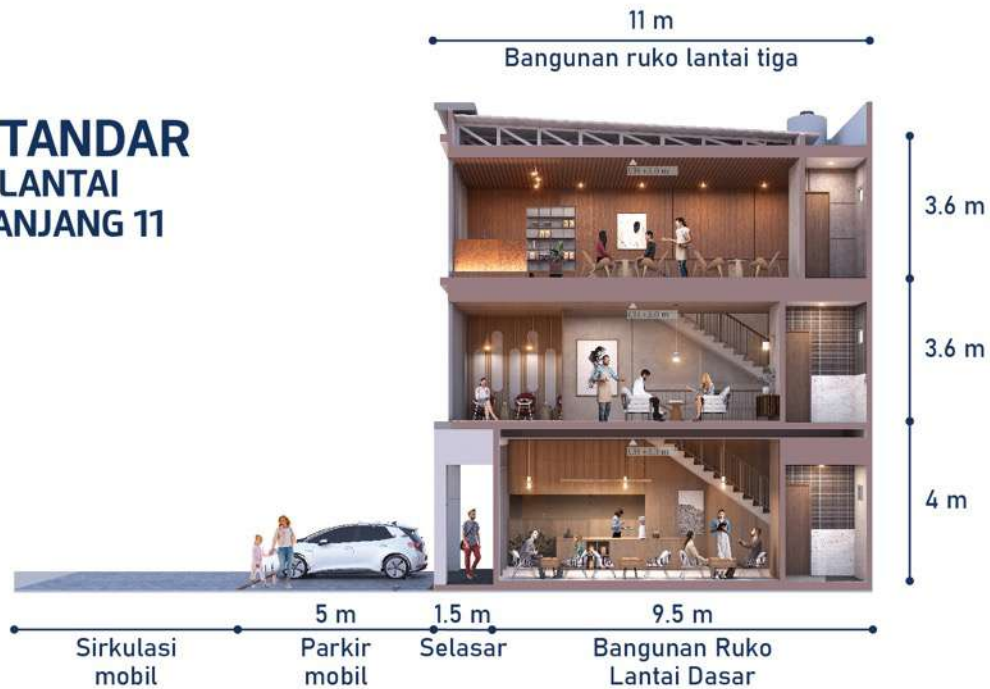 11 m
Bangunan ruko lantai tiga
TANDAR
LANTAI
ANJANG 11
3.6 m
3.6 m
4 m
5 m
1.5 m
9.5 m
Sirkulasi
mobil
Parkir
mobil
Selasar
Bangunan Ruko
Lantai Dasar